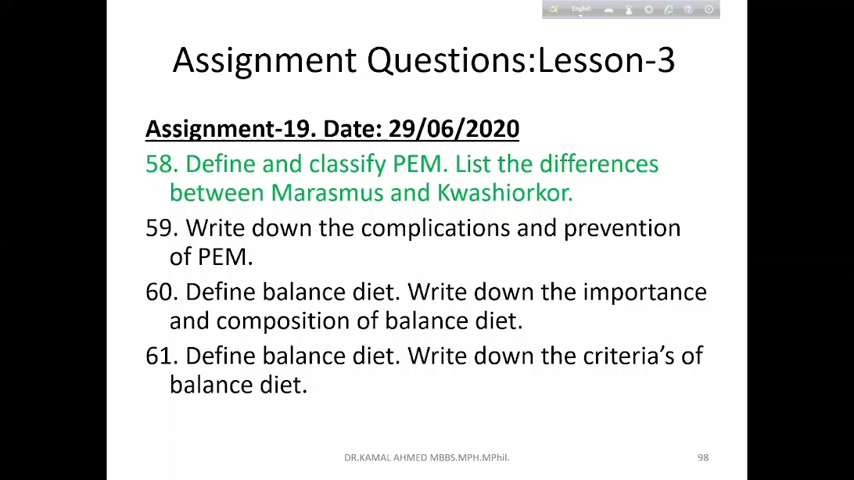 English
Assignment Questions:Lesson-3
Assignment-19. Date: 29/06/2020
58. Define and classify PEM. List the differences
between Marasmus and Kwashiorkor.
59. Write down the complications and prevention
of PEM.
60. Define balance diet. Write down the importance
and composition of balance diet.
61. Define balance diet. Write down the criteria’s of
balance diet.
DR.KAMAL AHMED MBBS.MPH.MPhil.
98